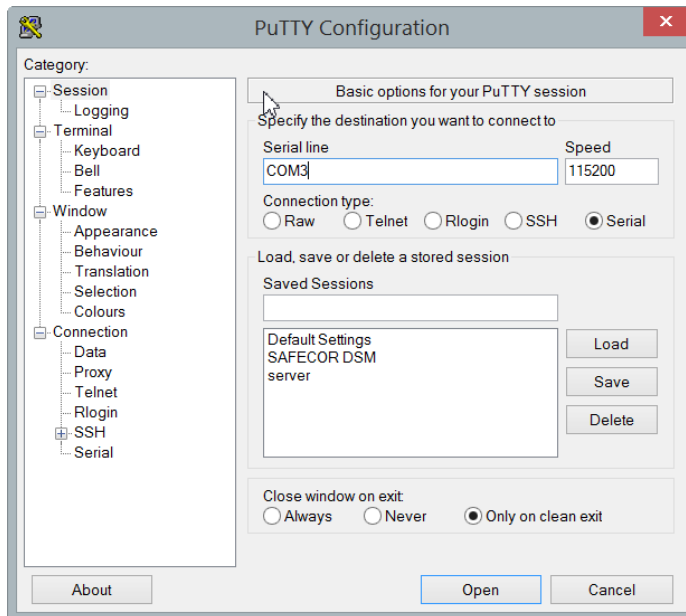 PuTTY Configuration
x
Category:
Session
Logging
Terminal
Keyboard
Bell
Features
Window
Appearance
Behaviour
Translation
Selection
Colours
Connection
Data
Proxy
Telnet
Rlogin
SSH
Serial
Basic options for your PuTTY session
Specify the destination you want to connect to
Serial line Speed
COM3 115200
Connection type:
Raw Telnet Rlogin SSH Serial
Load, save or delete a stored session
Saved Sessions
Default Settings
SAFECOR DSM
server
Load
Save
Delete
Close window on exit:
Always Never Only on clean exit
About Open Cancel